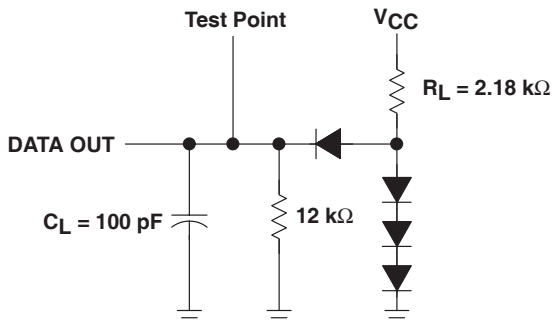 Test Point
VCC
RL = 2.18 kΩ
DATA OUT
CL = 100 pF
12 kΩ